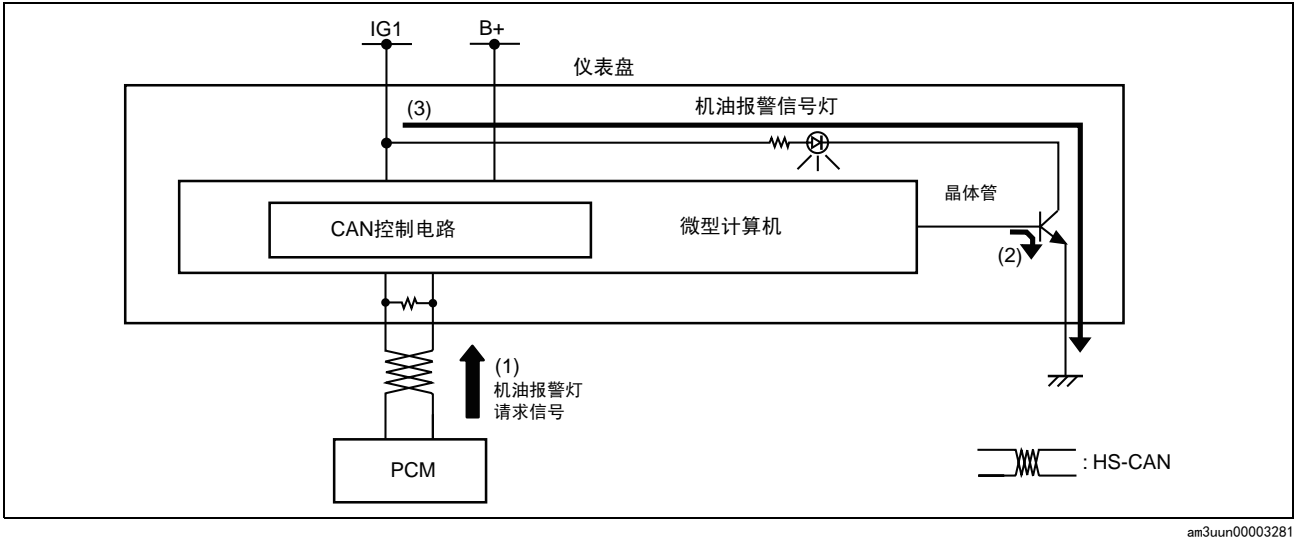 IG1
B+
仪表盘
(3)
机油报警信号灯
晶体管
CAN控制电路
微型计算机
(2)
(1)
机油报警灯
请求信号
PCM
: HS-CAN
am3uun00003281